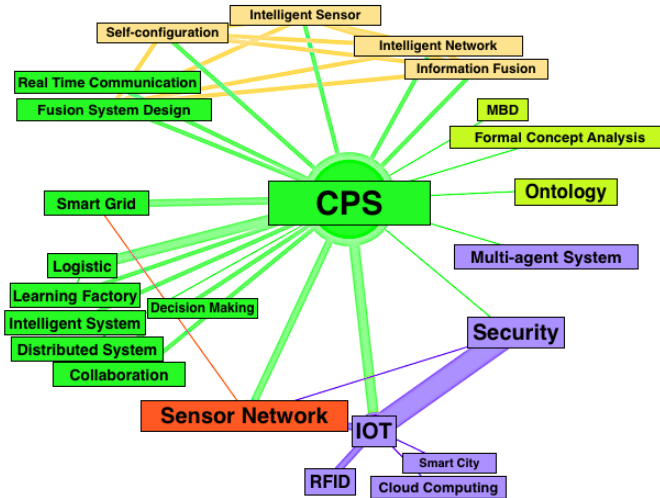 Intelligent Sensor
Self-configuration
Intelligent Network
Information Fusion
Real Time Communication
Fusion System Design
MBD
Formal Concept Analysis
CPS
Ontology
Smart Grid
Multi-agent System
Logistic
Learning Factory
Decision Making
Intelligent System
Security
Distributed System
Collaboration
Sensor Network
IOT
Smart City
RFID
Cloud Computing